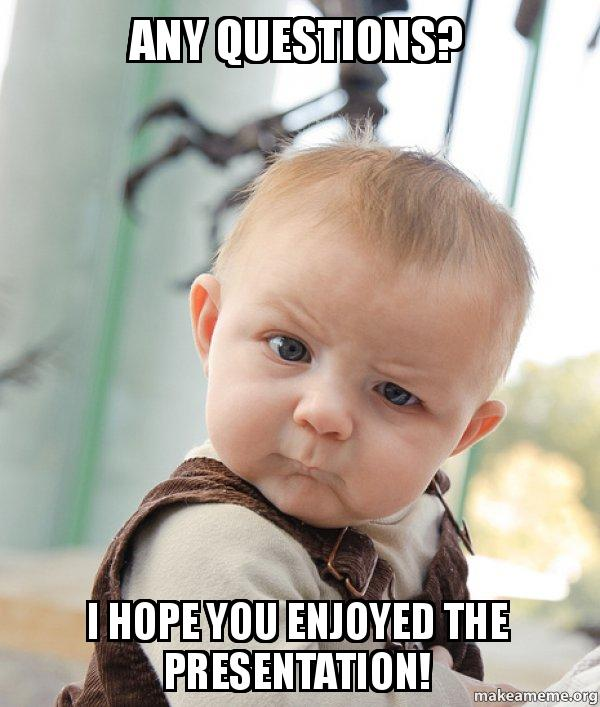 ANY QUESTIONS?
I HOPE YOU ENJOYED THE
PRESENTATION!
makeameme.org